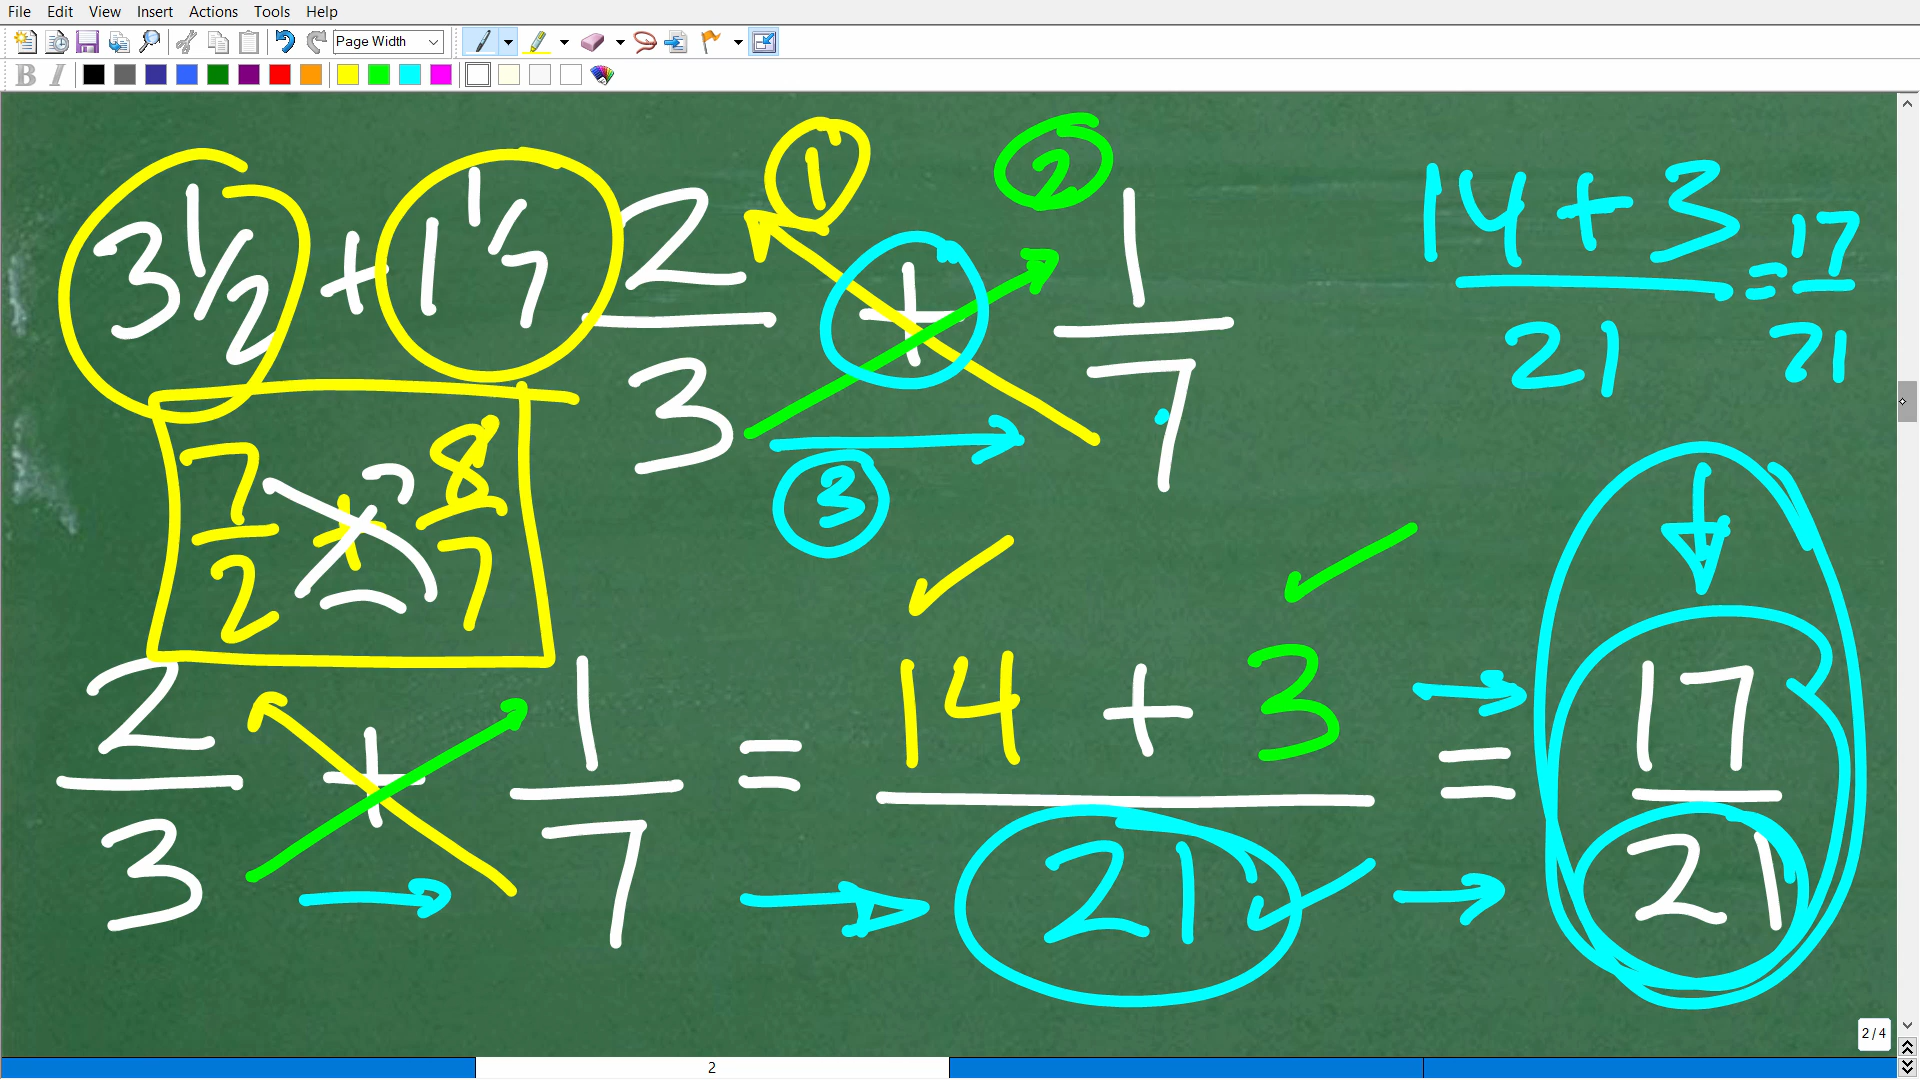 File Edit View Insert Actions Tools Help
Page Width
B I
3 1/2 + 1 1/7
7/2 + 8/7
1 2
2/3 + 1/7
3
14 + 3 / 21 = 17/21
2/3 + 1/7 = 14 + 3 / 21 = 17/21
2 / 4
2